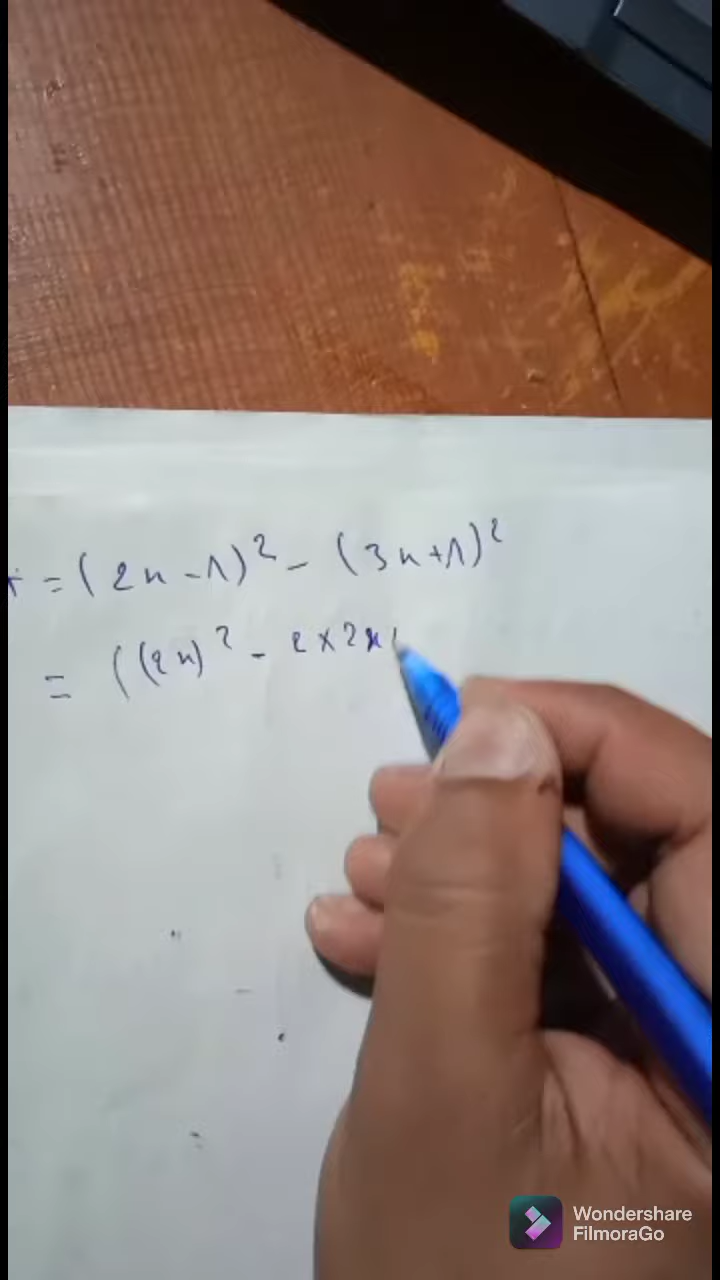 = (2x - 1)² - (3x + 1)²
= ((2x)² - 2 × 2x
Wondershare
FilmoraGo